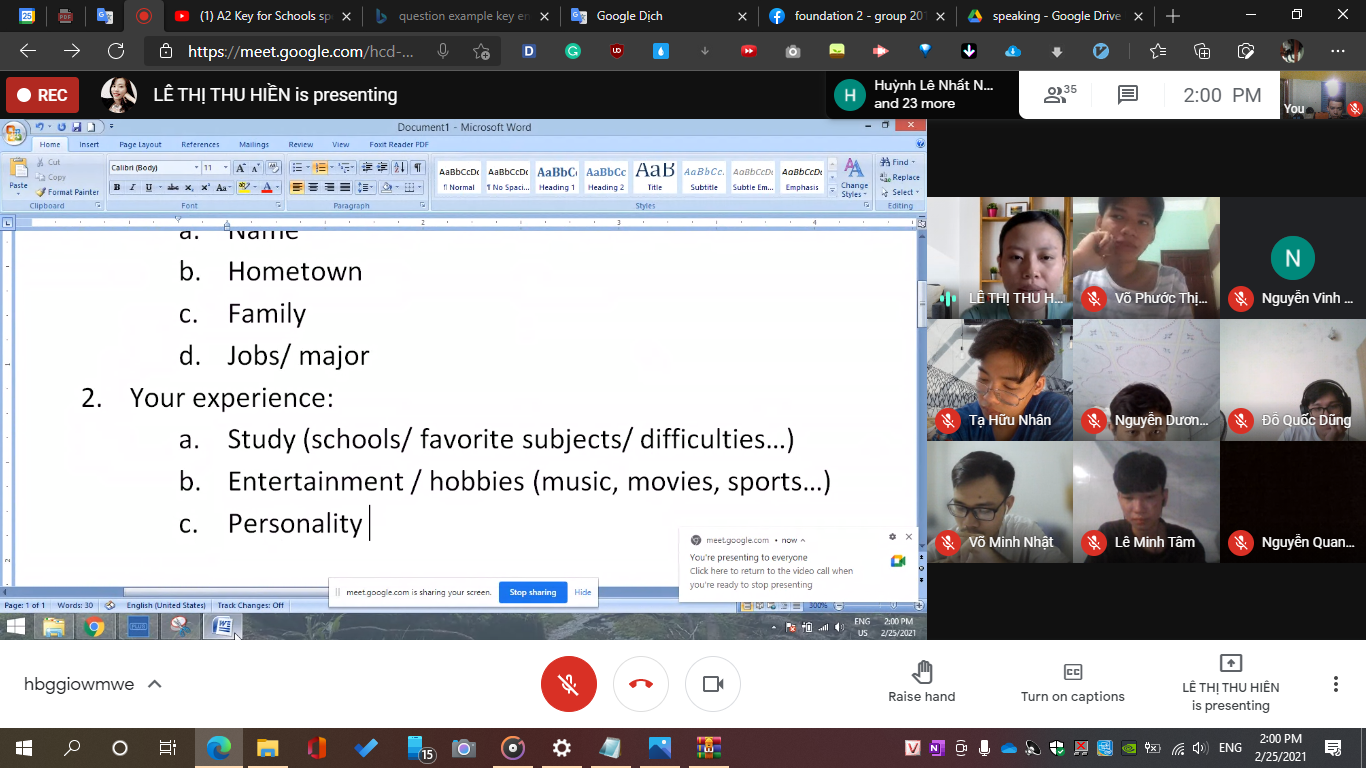 25
(1) A2 Key for Schools sp
question example key en
Google Dịch
foundation 2 - group 201
speaking - Google Drive
https://meet.google.com/hcd-...
REC
LÊ THỊ THU HIỀN is presenting
H
Huỳnh Lê Nhất N...
and 23 more
35
2:00 PM
You
Document1 - Microsoft Word
Home Insert Page Layout References Mailings Review View Foxit Reader PDF
Paste
Cut
Copy
Format Painter
Clipboard
Calibri (Body) 11
Font
Paragraph
AaBbCcDc AaBbCcDc AaBbC AaBbCc AaB AaBbCc. AaBbCcDc AaBbCcDc
¶ Normal ¶ No Spaci... Heading 1 Heading 2 Title Subtitle Subtle Em... Emphasis
Change
Styles
Styles
Find
Replace
Select
Editing
a. Name
b. Hometown
c. Family
d. Jobs/ major
2. Your experience:
a. Study (schools/ favorite subjects/ difficulties...)
b. Entertainment / hobbies (music, movies, sports...)
c. Personality
meet.google.com • now
You're presenting to everyone
Click here to return to the video call when
you're ready to stop presenting
meet.google.com is sharing your screen. Stop sharing Hide
Page: 1 of 1 Words: 30 English (United States) Track Changes: Off 300%
ENG
US
2:00 PM
2/25/2021
LÊ THỊ THU H...
Võ Phước Thị...
N
Nguyễn Vinh ...
Tạ Hữu Nhân
Nguyễn Dươn...
Đỗ Quốc Dũng
Võ Minh Nhật
Lê Minh Tâm
Nguyễn Quan...
hbggiowmwe
Raise hand
Turn on captions
LÊ THỊ THU HIỀN
is presenting
15
ENG
2:00 PM
2/25/2021